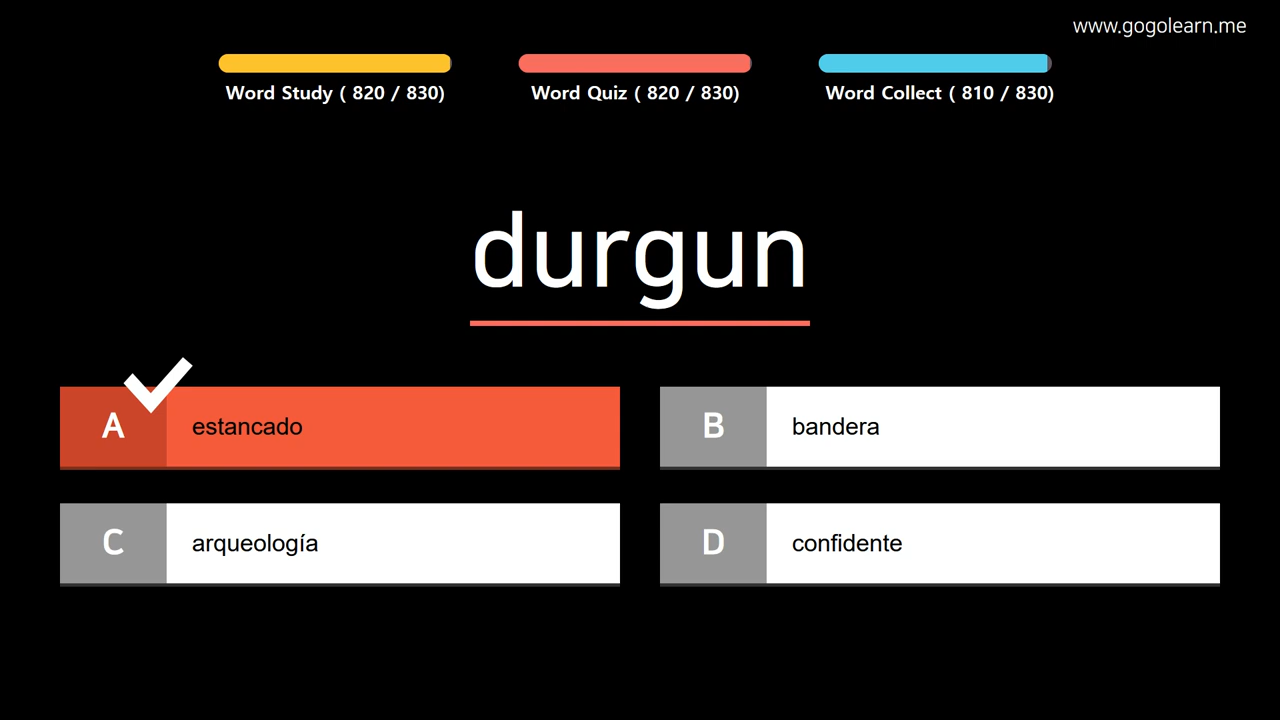 www.gogolearn.me
Word Study ( 820 / 830)
Word Quiz ( 820 / 830)
Word Collect ( 810 / 830)
durgun
A estancado
B bandera
C arqueología
D confidente